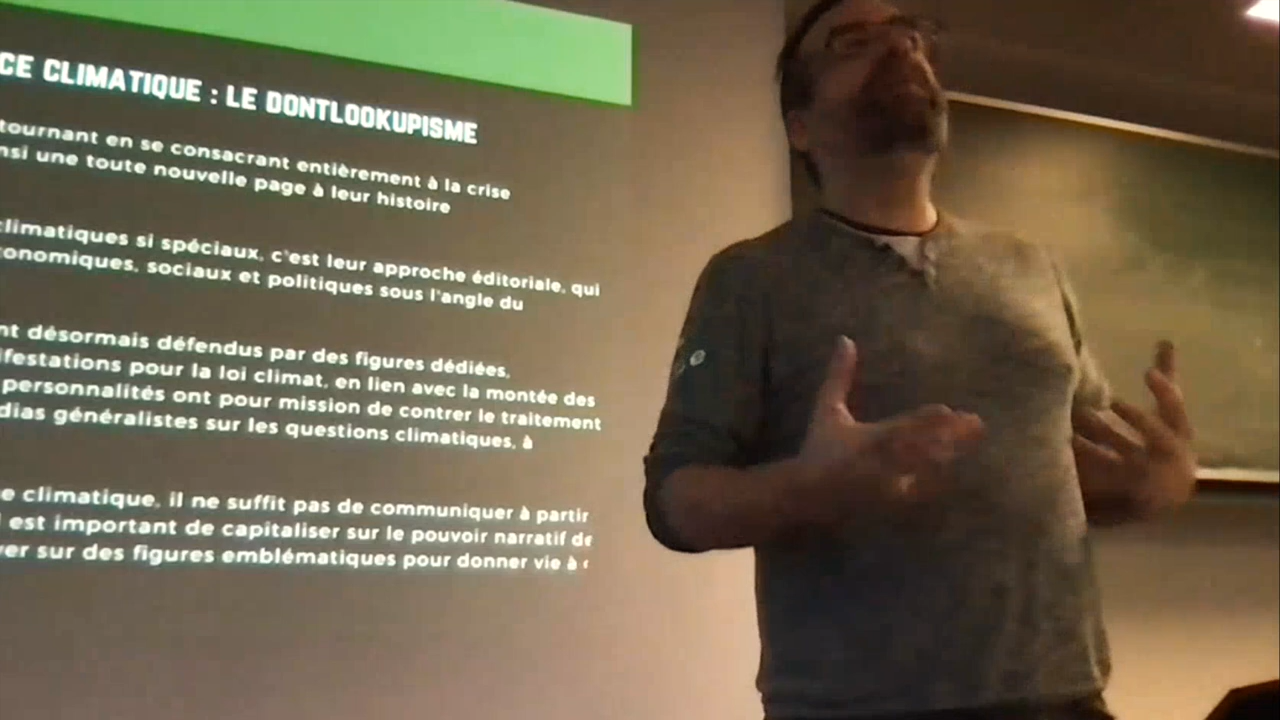 CE CLIMATIQUE : LE DONTLOOKUPISME
tournant en se consacrant entièrement à la crise
nsi une toute nouvelle page à leur histoire
climatiques si spéciaux, c'est leur approche éditoriale, qui
conomiques, sociaux et politiques sous l'angle du
nt désormais défendus par des figures dédiées,
ifestations pour la loi climat, en lien avec la montée des
personnalités ont pour mission de contrer le traitement
dias généralistes sur les questions climatiques, à
e climatique, il ne suffit pas de communiquer à partir
est important de capitaliser sur le pouvoir narratif de
yer sur des figures emblématiques pour donner vie à